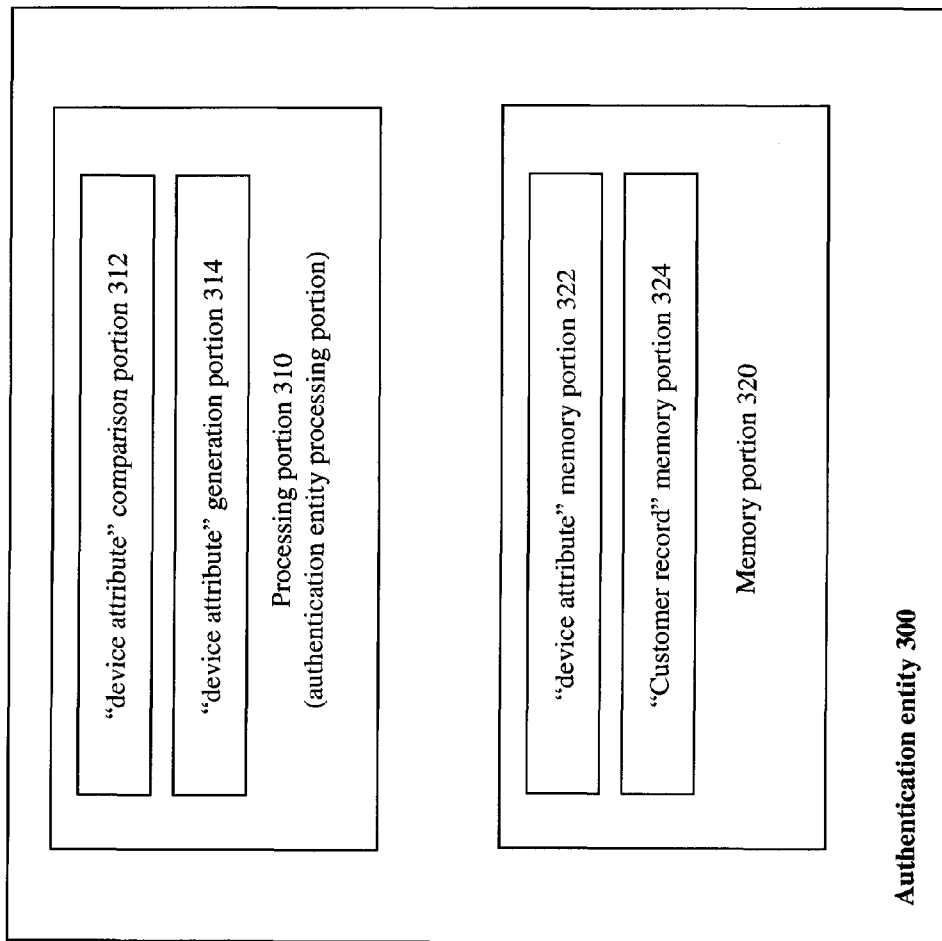 “device attribute” comparison portion 312
“device attribute” generation portion 314
Processing portion 310
(authentication entity processing portion)
“device attribute” memory portion 322
“Customer record” memory portion 324
Memory portion 320
Authentication entity 300